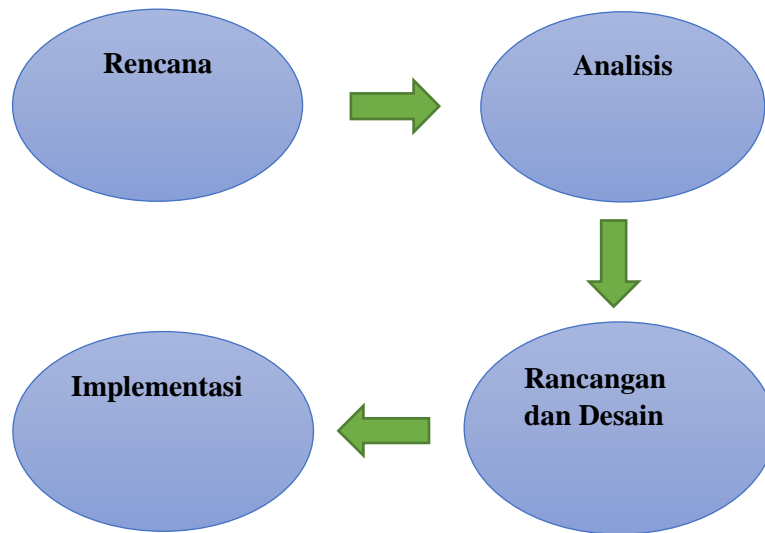 Rencana
Analisis
Rancangan
dan Desain
Implementasi